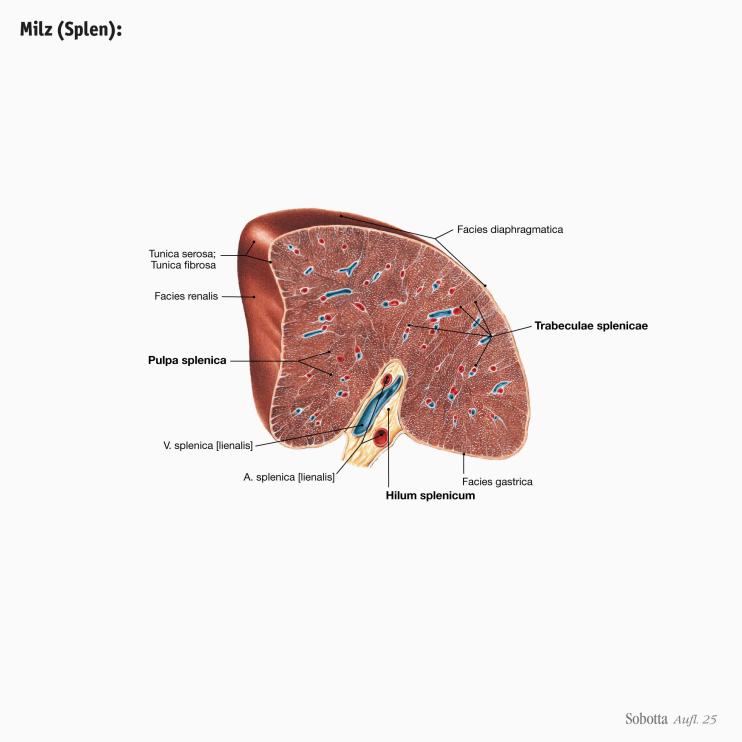 Milz (Splen):
Facies diaphragmatica
Tunica serosa;
Tunica fibrosa
Facies renalis
Trabeculae splenicae
Pulpa splenica
V. splenica [lienalis]
A. splenica [lienalis]
Facies gastrica
Hilum splenicum
Sobotta Aufl. 25